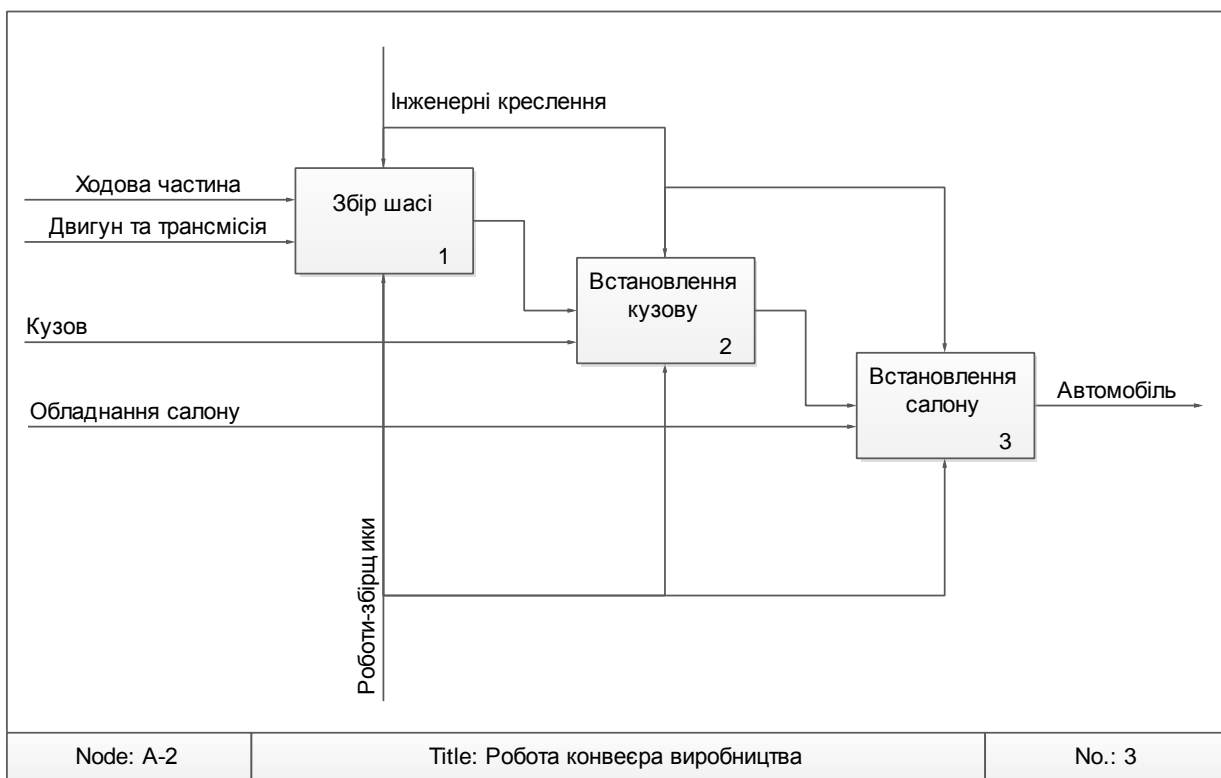 Інженерні креслення
Ходова частина
Двигун та трансмісія
Збір шасі
1
Кузов
Встановлення
кузову
2
Обладнання салону
Встановлення
салону
3
Автомобіль
Роботи-збірщики
Node: A-2
Title: Робота конвеєра виробництва
No.: 3